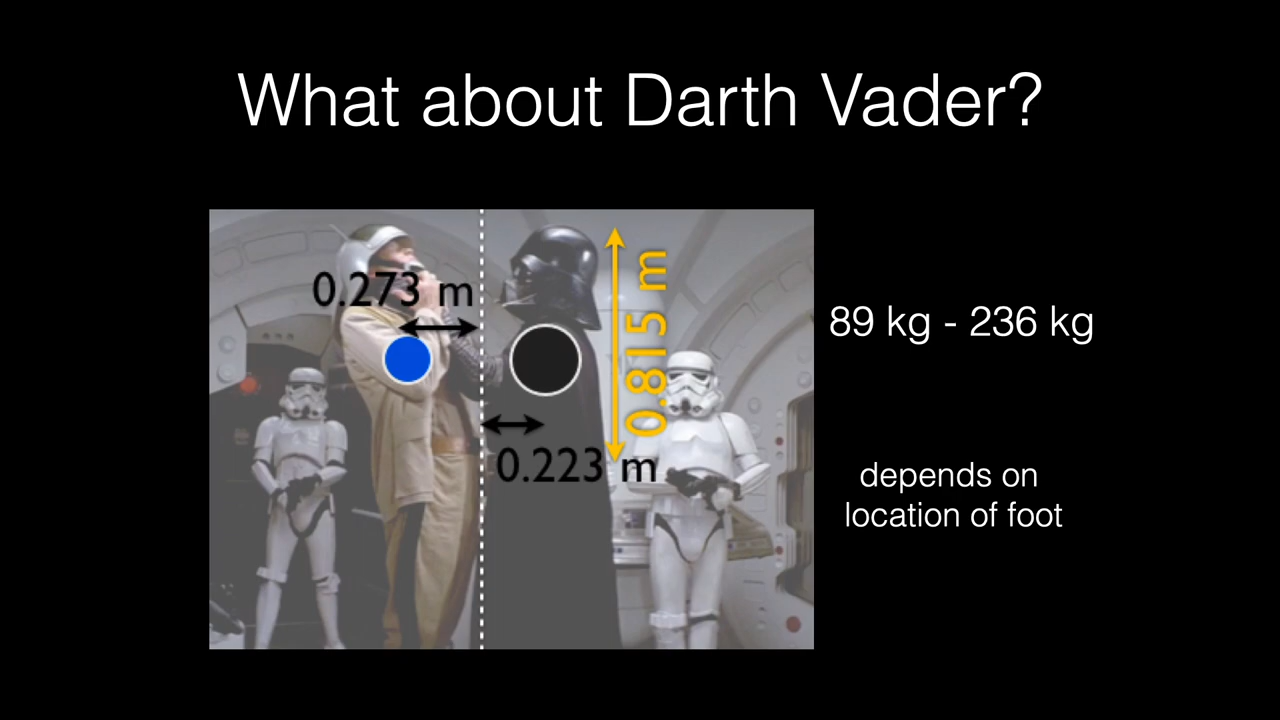 What about Darth Vader?
0.273 m
0.815 m
0.223 m
89 kg - 236 kg
depends on
location of foot